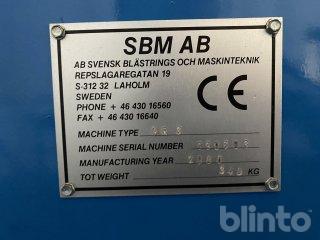 SBM AB
AB SVENSK BLÄSTRINGS OCH MASKINTEKNIK
REPSLAGAREGATAN 19
S-312 32 LAHOLM
SWEDEN
PHONE + 46 430 16560
FAX + 46 430 16640
CE
MACHINE TYPE
MACHINE SERIAL NUMBER
MANUFACTURING YEAR
TOT WEIGHT KG
blinto